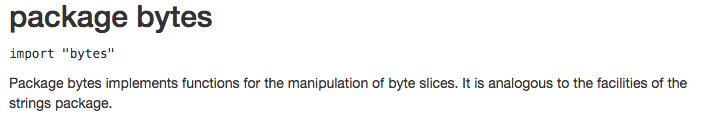 package bytes
import "bytes"
Package bytes implements functions for the manipulation of byte slices. It is analogous to the facilities of the
strings package.